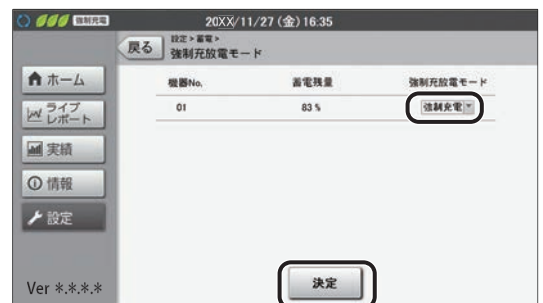 強制充電 20XX/11/27 (金) 16:35
戻る
設定 > 蓄電 >
強制充放電モード
ホーム
ライブ
レポート
実績
情報
設定
Ver *.*.*.*
機器No. 蓄電残量 強制充放電モード
01 83 % 強制充電
決定